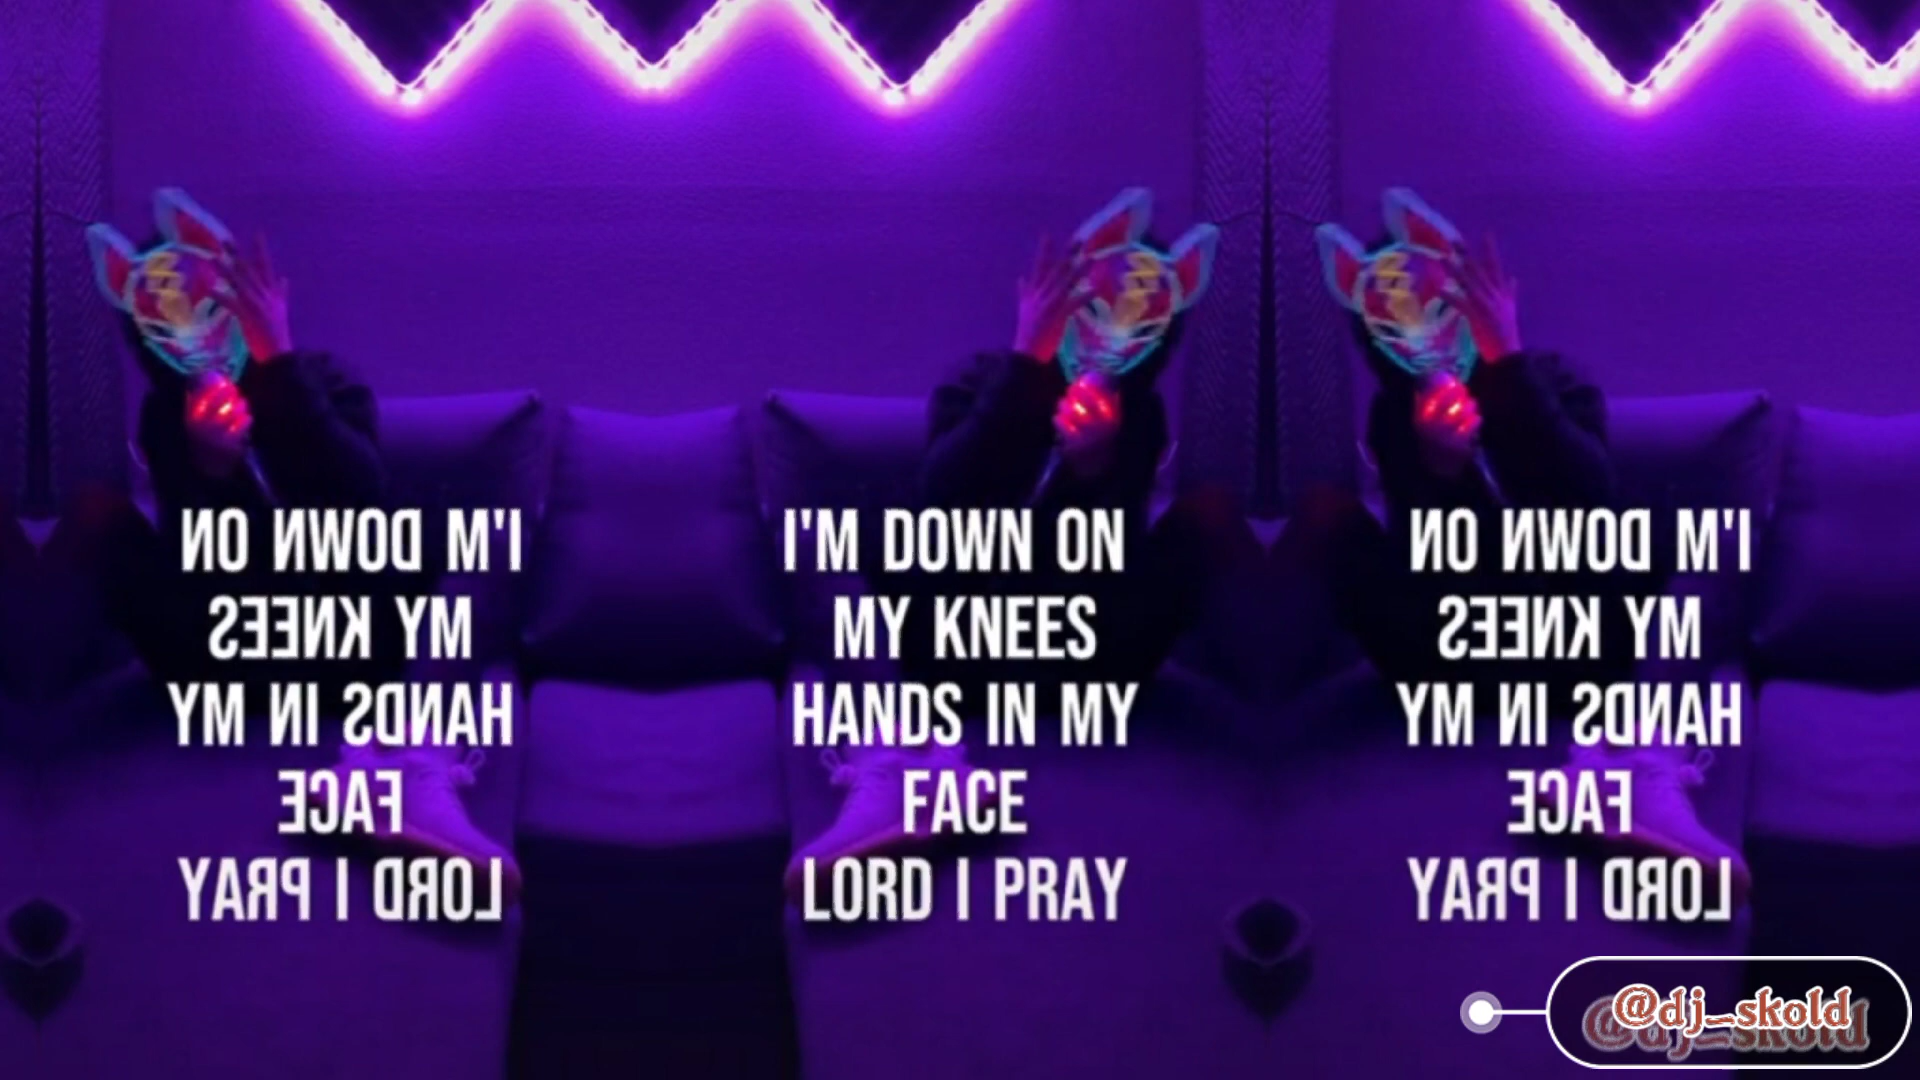 I'M DOWN ON
MY KNEES
HANDS IN MY
FACE
LORD I PRAY
I'M DOWN ON
MY KNEES
HANDS IN MY
FACE
LORD I PRAY
I'M DOWN ON
MY KNEES
HANDS IN MY
FACE
LORD I PRAY
@dj_skold